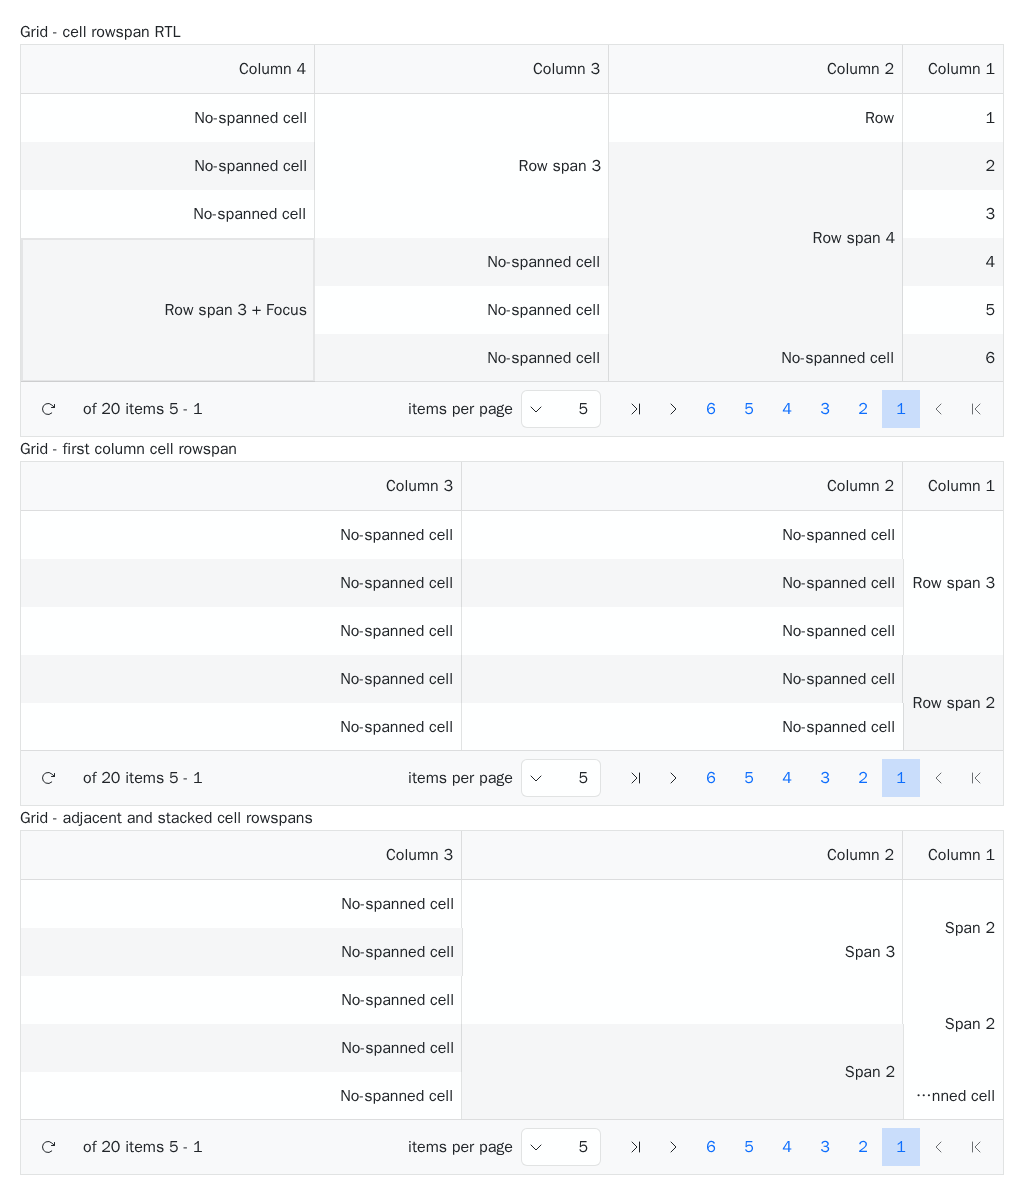 Grid - cell rowspan RTL
Column 4 Column 3 Column 2 Column 1
No-spanned cell Row 1
No-spanned cell Row span 3 2
No-spanned cell 3
Row span 4
No-spanned cell 4
Row span 3 + Focus No-spanned cell 5
No-spanned cell No-spanned cell 6
of 20 items 5 - 1 items per page 5 6 5 4 3 2 1
Grid - first column cell rowspan
Column 3 Column 2 Column 1
No-spanned cell No-spanned cell
No-spanned cell No-spanned cell Row span 3
No-spanned cell No-spanned cell
No-spanned cell No-spanned cell
Row span 2
No-spanned cell No-spanned cell
of 20 items 5 - 1 items per page 5 6 5 4 3 2 1
Grid - adjacent and stacked cell rowspans
Column 3 Column 2 Column 1
No-spanned cell
Span 2
No-spanned cell Span 3
No-spanned cell
Span 2
No-spanned cell
Span 2
No-spanned cell …nned cell
of 20 items 5 - 1 items per page 5 6 5 4 3 2 1